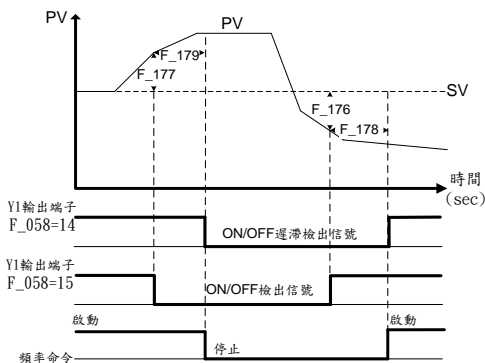 PV
PV
F_179
F_177
SV
F_176
F_178
時間
(sec)
Y1輸出端子
F_058=14
ON/OFF遲滯檢出信號
Y1輸出端子
F_058=15
ON/OFF檢出信號
啟動
啟動
停止
頻率命令